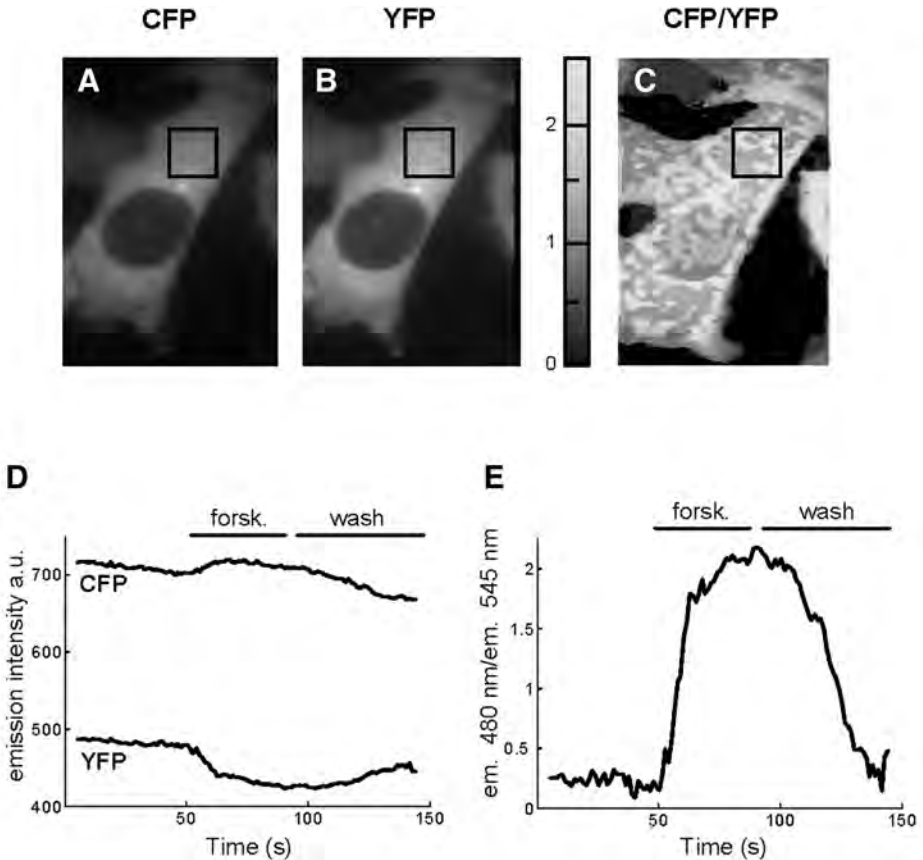 CFP
YFP
CFP/YFP
A
B
C
2
1
0
D
E
forsk.
wash
forsk.
wash
emission intensity a.u.
700
600
500
400
CFP
YFP
50
100
150
Time (s)
em. 480 nm/em. 545 nm
2
1.5
1
0.5
0
50
100
150
Time (s)